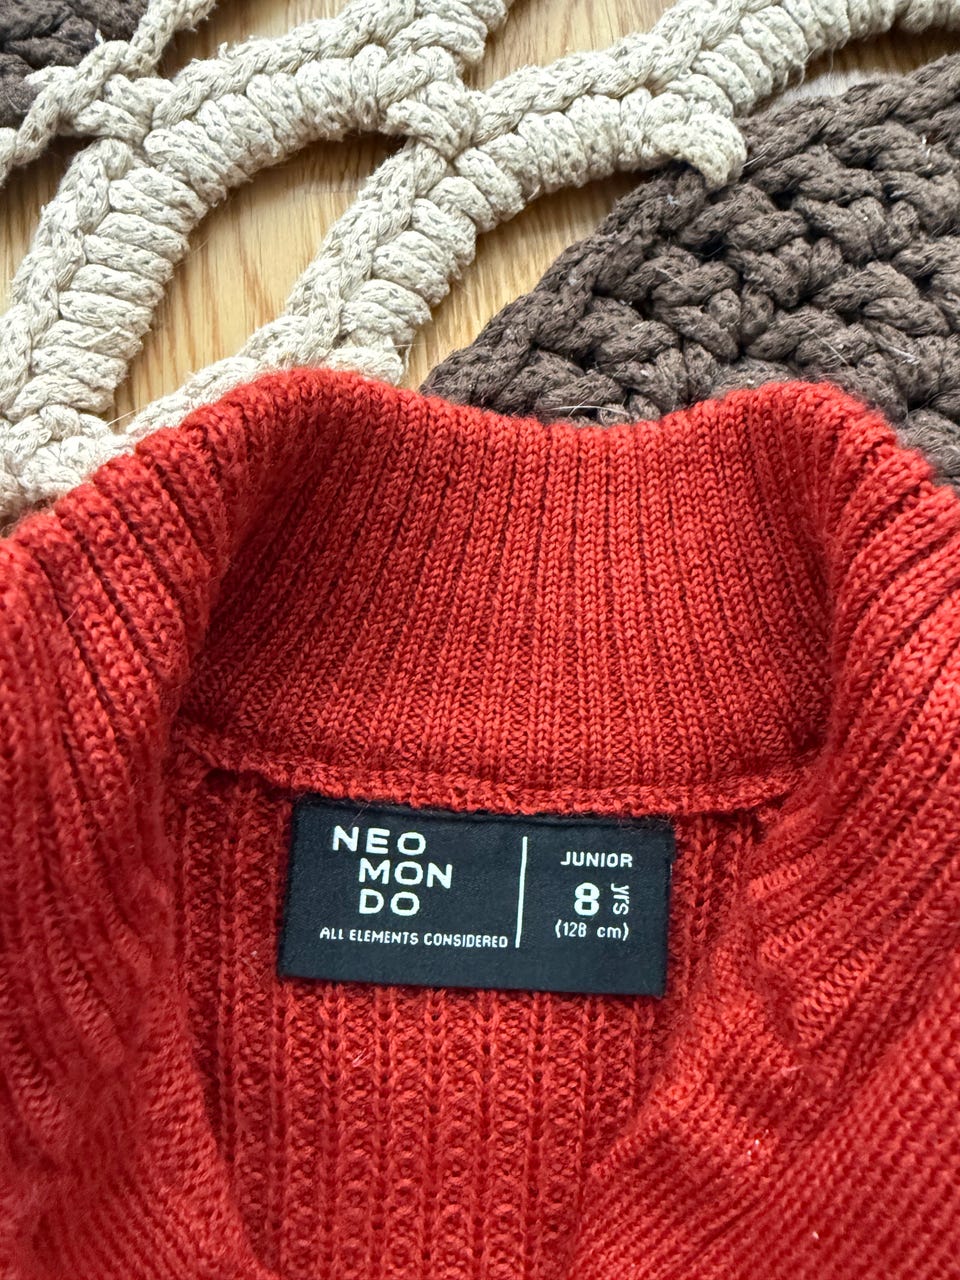 NEO
MON
DO
ALL ELEMENTS CONSIDERED
JUNIOR
8 yrs
(128 cm)